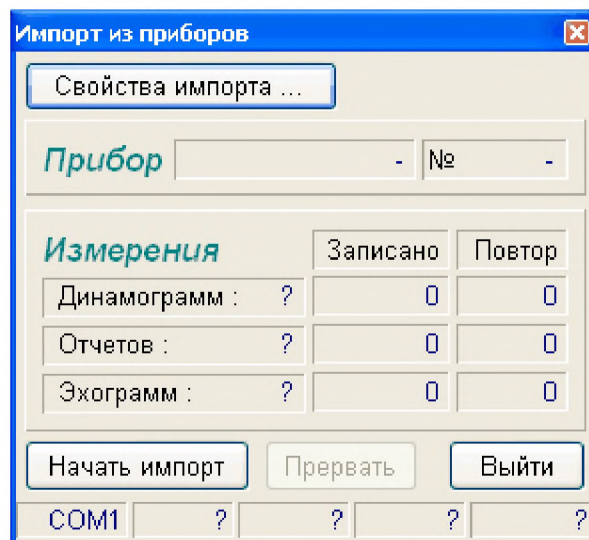 Импорт из приборов
Свойства импорта ...
Прибор - № -
Измерения Записано Повтор
Динамограмм : ? 0 0
Отчетов : ? 0 0
Эхограмм : ? 0 0
Начать импорт Прервать Выйти
COM1 ? ? ? ?